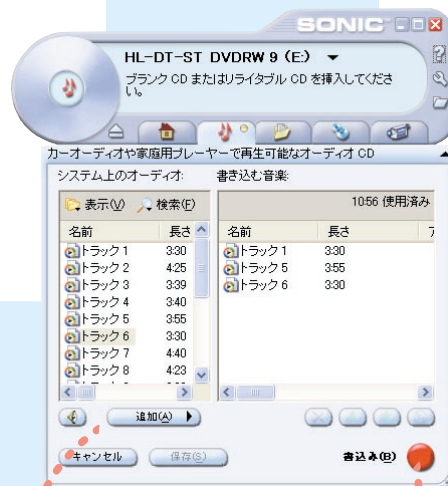 SONIC
HL-DT-ST DVDRW 9 (E:)
ブランク CD またはリライタブル CD を挿入してくださ
い。
カーオーディオや家庭用プレーヤーで再生可能なオーディオ CD
システム上のオーディオ: 書き込む音楽:
表示(V) 検索(F) 10:56 使用済み
名前 長さ 名前 長さ
トラック 1 3:30 トラック 1 3:30
トラック 2 4:25 トラック 5 3:55
トラック 3 3:39 トラック 6 3:30
トラック 4 3:40
トラック 5 3:55
トラック 6 3:30
トラック 7 4:40
トラック 8 4:23
追加(A)
キャンセル 保存(S) 書込み(B)